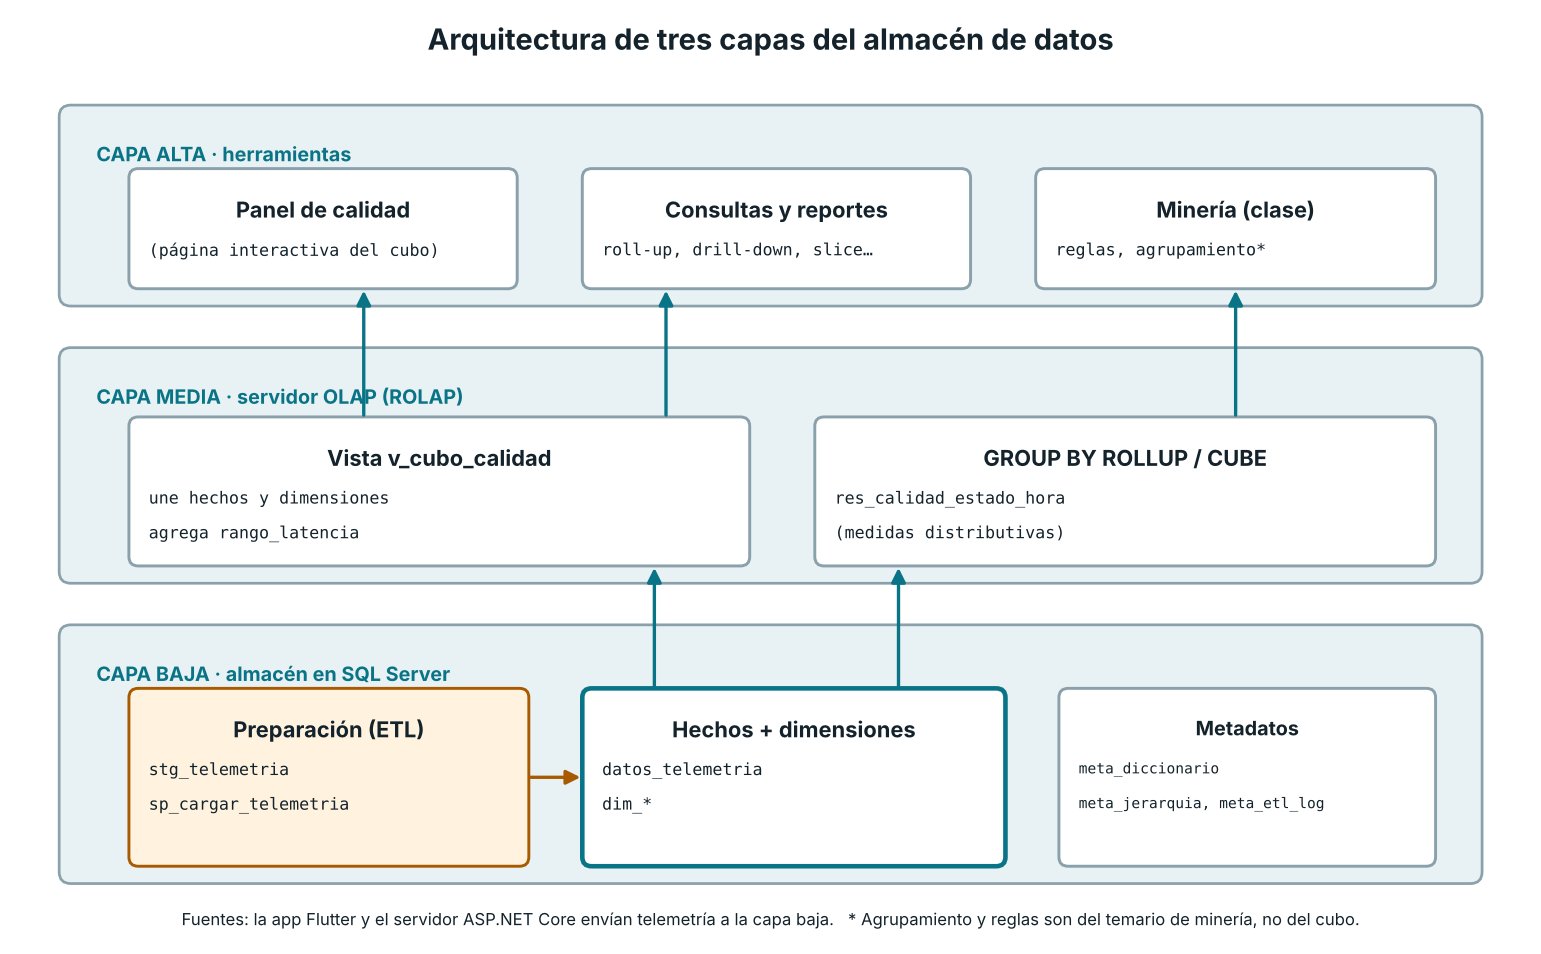 Arquitectura de tres capas del almacén de datos
CAPA ALTA · herramientas
Panel de calidad
(página interactiva del cubo)
Consultas y reportes
roll-up, drill-down, slice…
Minería (clase)
reglas, agrupamiento*
CAPA MEDIA · servidor OLAP (ROLAP)
Vista v_cubo_calidad
une hechos y dimensiones
agrega rango_latencia
GROUP BY ROLLUP / CUBE
res_calidad_estado_hora
(medidas distributivas)
CAPA BAJA · almacén en SQL Server
Preparación (ETL)
stg_telemetria
sp_cargar_telemetria
Hechos + dimensiones
datos_telemetria
dim_*
Metadatos
meta_diccionario
meta_jerarquia, meta_etl_log
Fuentes: la app Flutter y el servidor ASP.NET Core envían telemetría a la capa baja.   * Agrupamiento y reglas son del temario de minería, no del cubo.